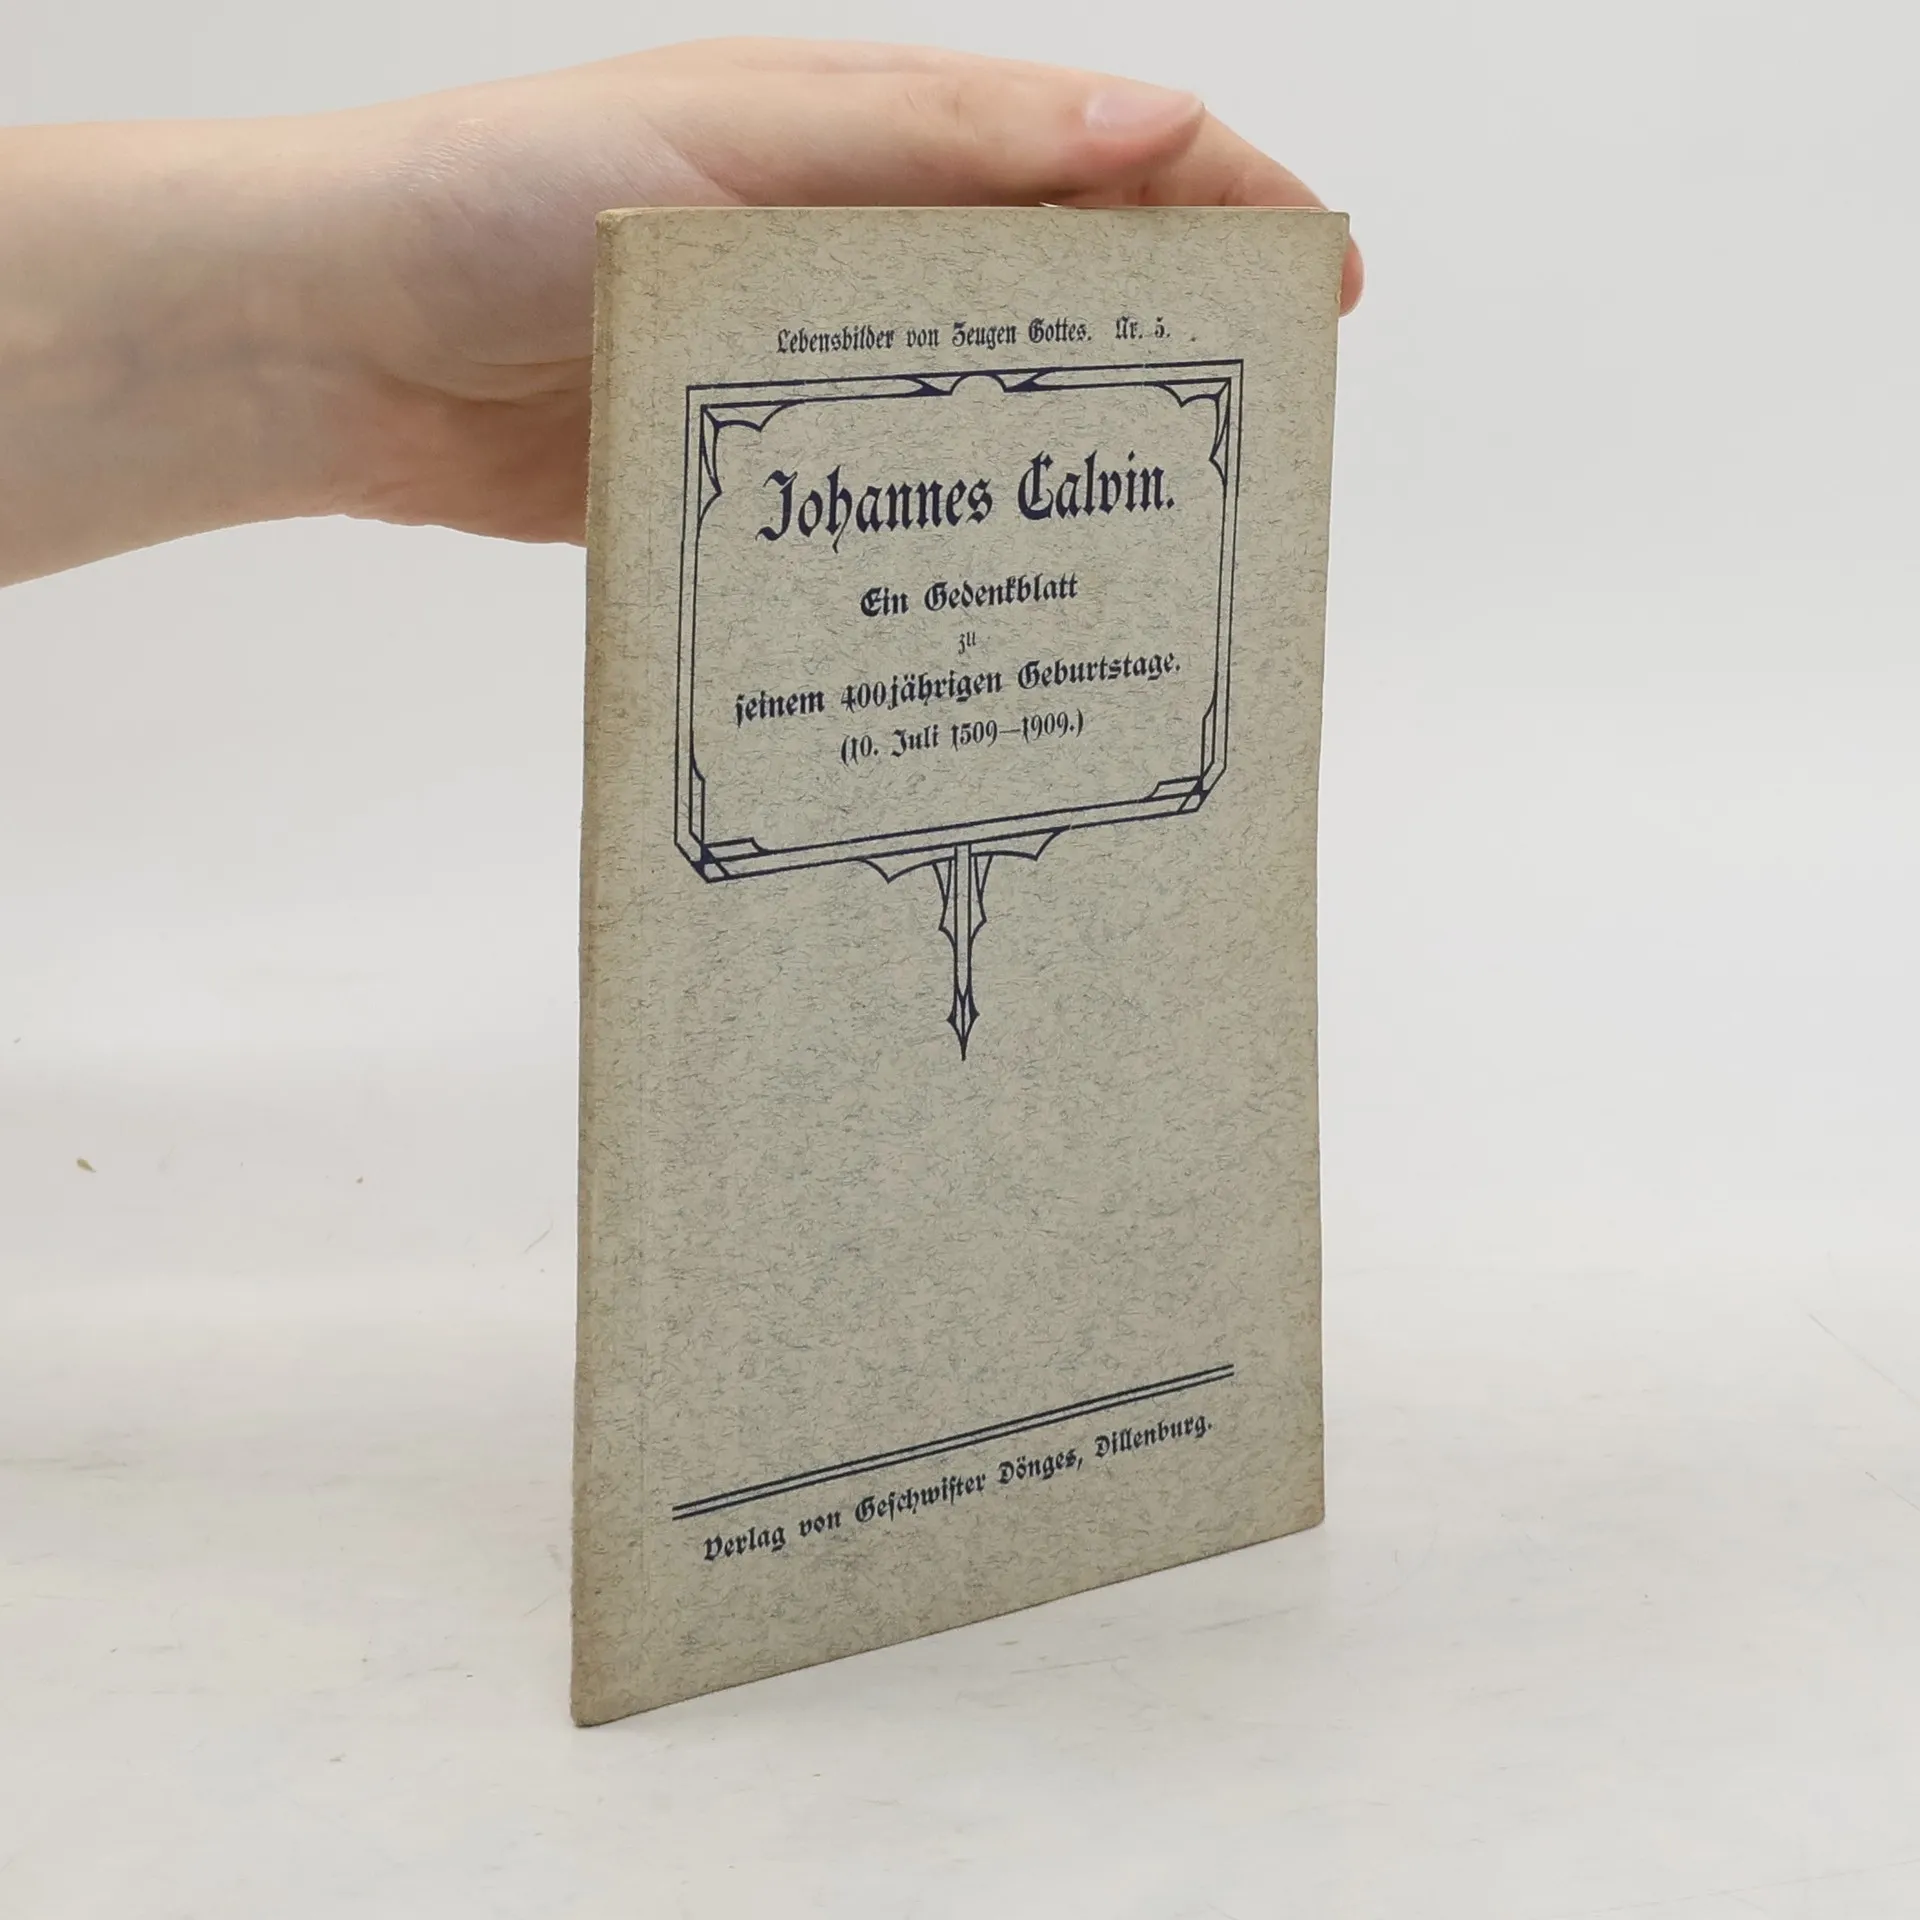 Lebensbilder von Zeugen Gottes. Nr. 5.
Johannes Calvin.
Ein Gedenkblatt
zu
seinem 400jährigen Geburtstage.
(10. Juli 1509—1909.)
Verlag von Geschwister Dönges, Dillenburg.